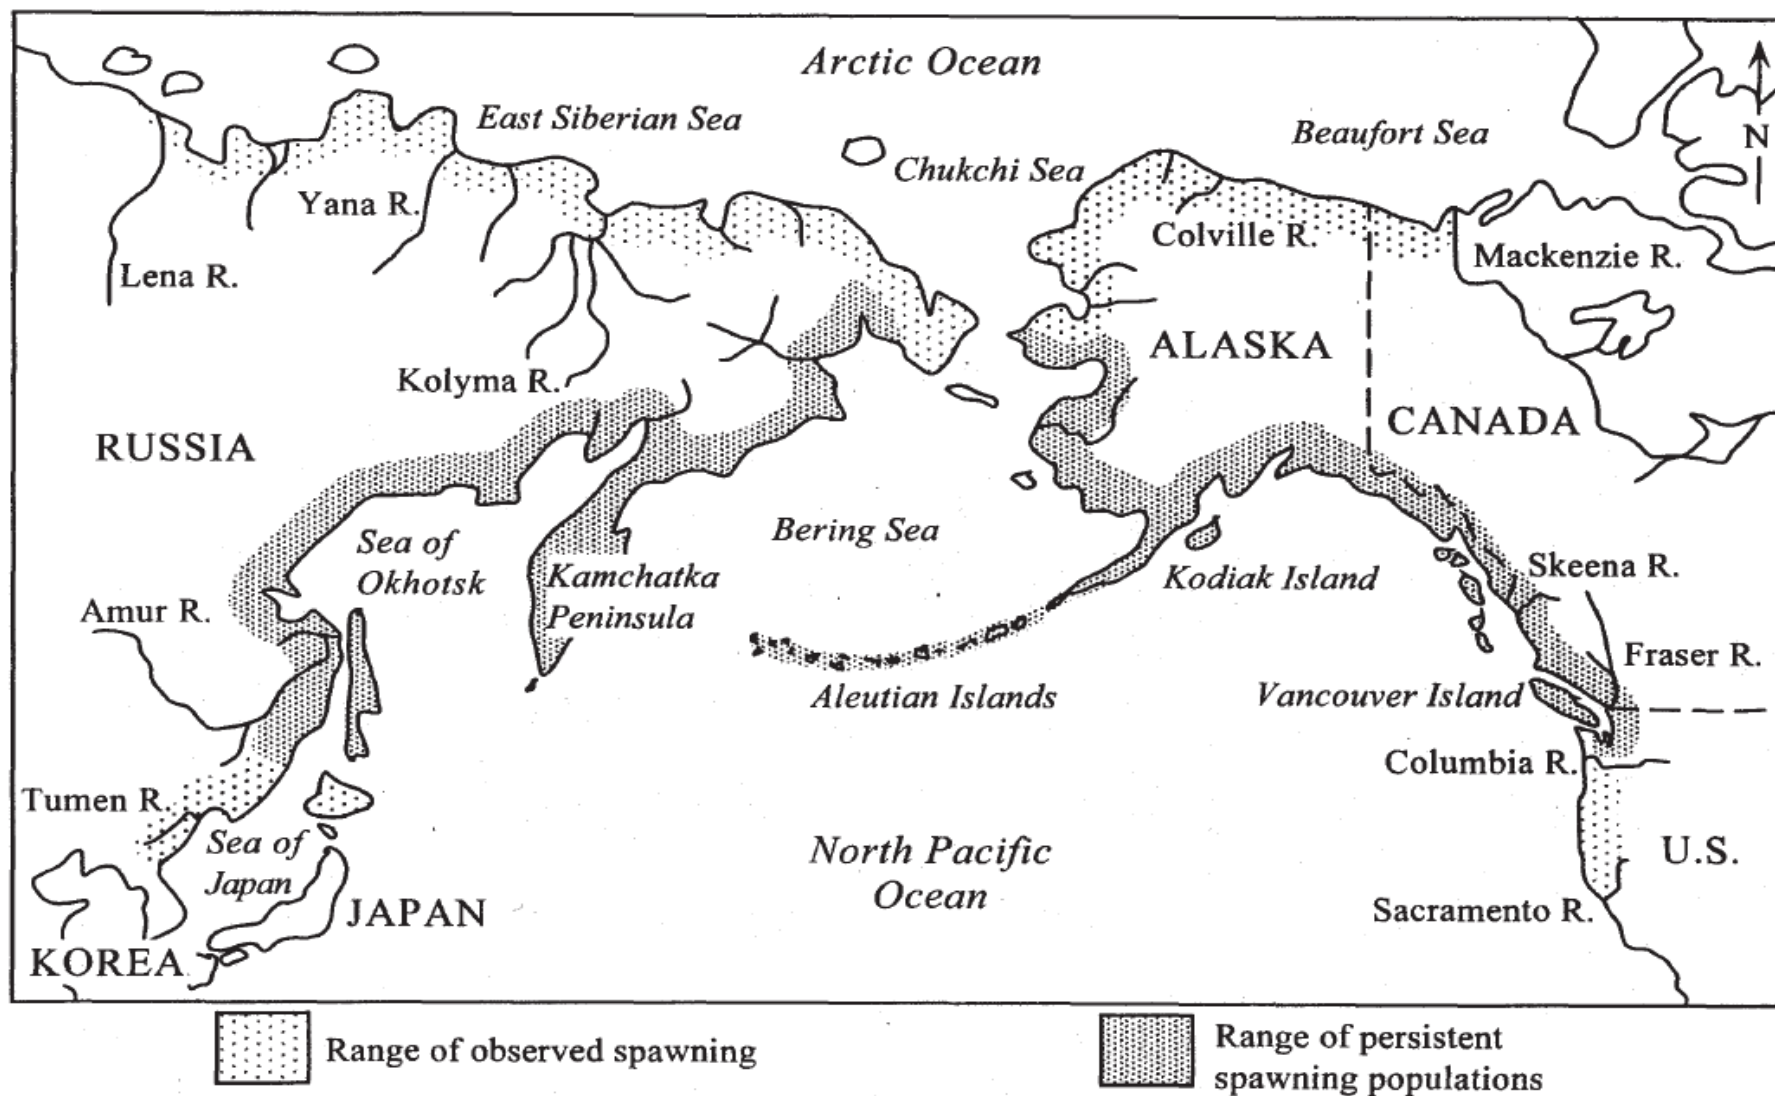 Arctic Ocean
East Siberian Sea
Beaufort Sea
N
Chukchi Sea
Yana R.
Colville R.
Mackenzie R.
Lena R.
ALASKA
Kolyma R.
CANADA
RUSSIA
Bering Sea
Sea of
Okhotsk
Kamchatka
Peninsula
Kodiak Island
Skeena R.
Amur R.
Fraser R.
Aleutian Islands
Vancouver Island
Columbia R.
Tumen R.
Sea of
Japan
North Pacific
Ocean
U.S.
JAPAN
Sacramento R.
KOREA
Range of observed spawning
Range of persistent
spawning populations